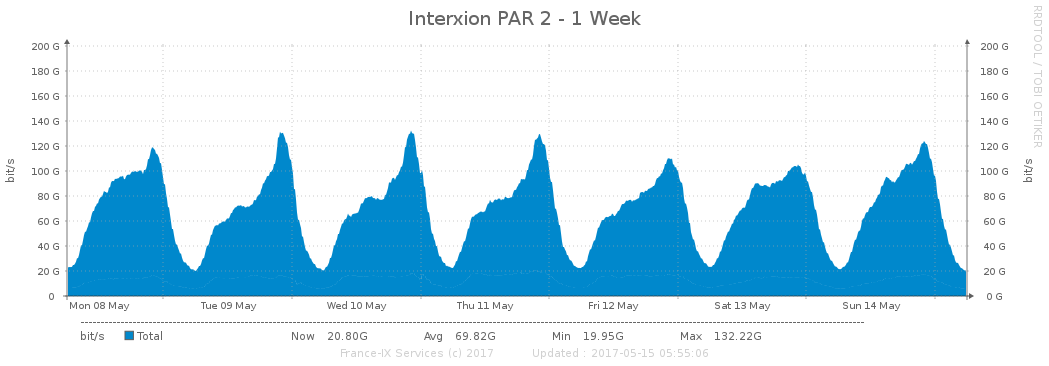 Interxion PAR 2 - 1 Week
RRDTOOL / TOBI OETIKER
200 G 200 G
180 G 180 G
160 G 160 G
140 G 140 G
120 G 120 G
100 G 100 G
80 G 80 G
60 G 60 G
40 G 40 G
20 G 20 G
0 0 G
bit/s bit/s
Mon 08 May Tue 09 May Wed 10 May Thu 11 May Fri 12 May Sat 13 May Sun 14 May
bit/s Total Now 20.80G Avg 69.82G Min 19.95G Max 132.22G
France-IX Services (c) 2017 Updated : 2017-05-15 05:55:06